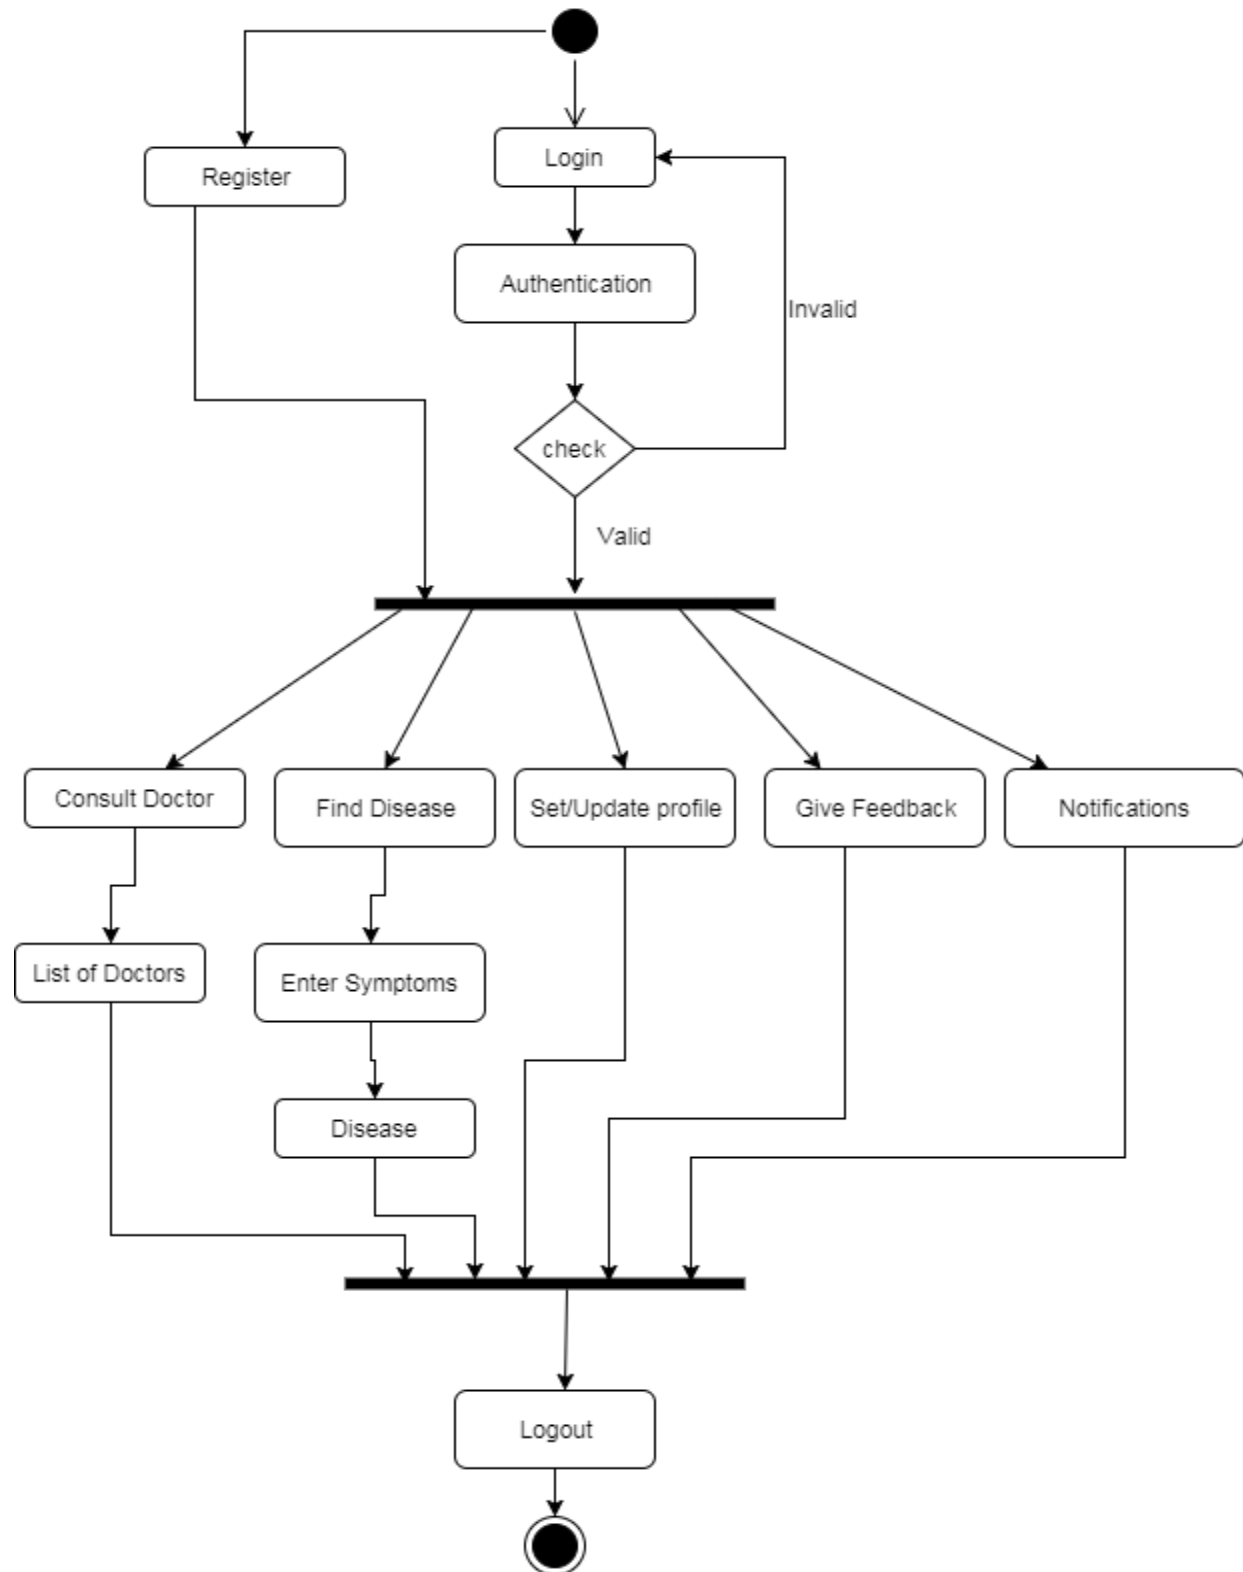 Login
Register
Authentication
Invalid
check
Valid
Consult Doctor
Find Disease
Set/Update profile
Give Feedback
Notifications
List of Doctors
Enter Symptoms
Disease
Logout